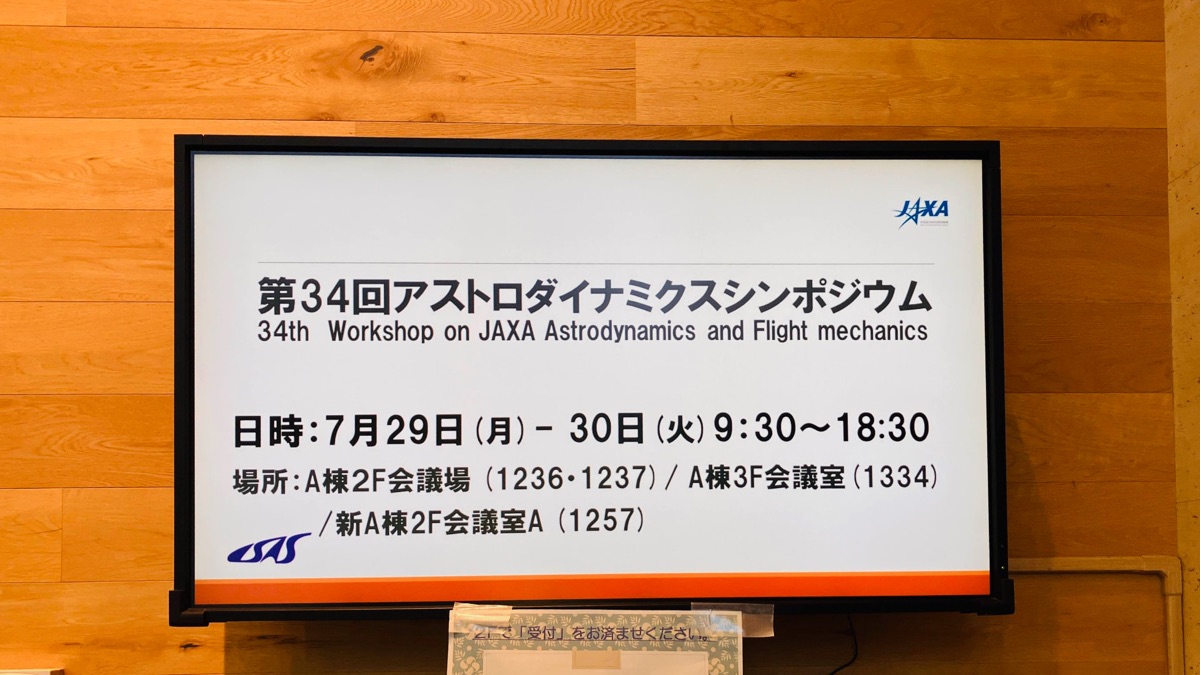 JAXA
第34回アストロダイナミクスシンポジウム
34th Workshop on JAXA Astrodynamics and Flight mechanics
日時:7月29日(月)- 30日(火)9:30～18:30
場所:A棟2F会議場 (1236・1237) / A棟3F会議室(1334)
/新A棟2F会議室A (1257)
ISAS
2Fで「受付」をお済ませください。